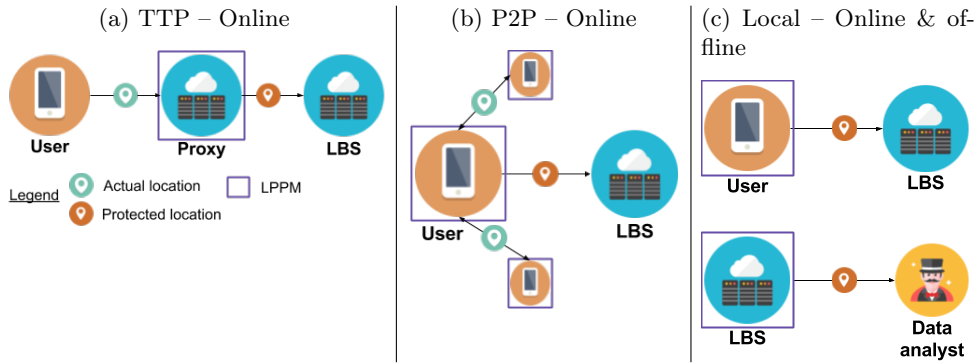 (a) TTP – Online
User
Proxy
LBS
Legend
Actual location
LPPM
Protected location
(b) P2P – Online
User
LBS
(c) Local – Online & of-
fline
User
LBS
LBS
Data
analyst